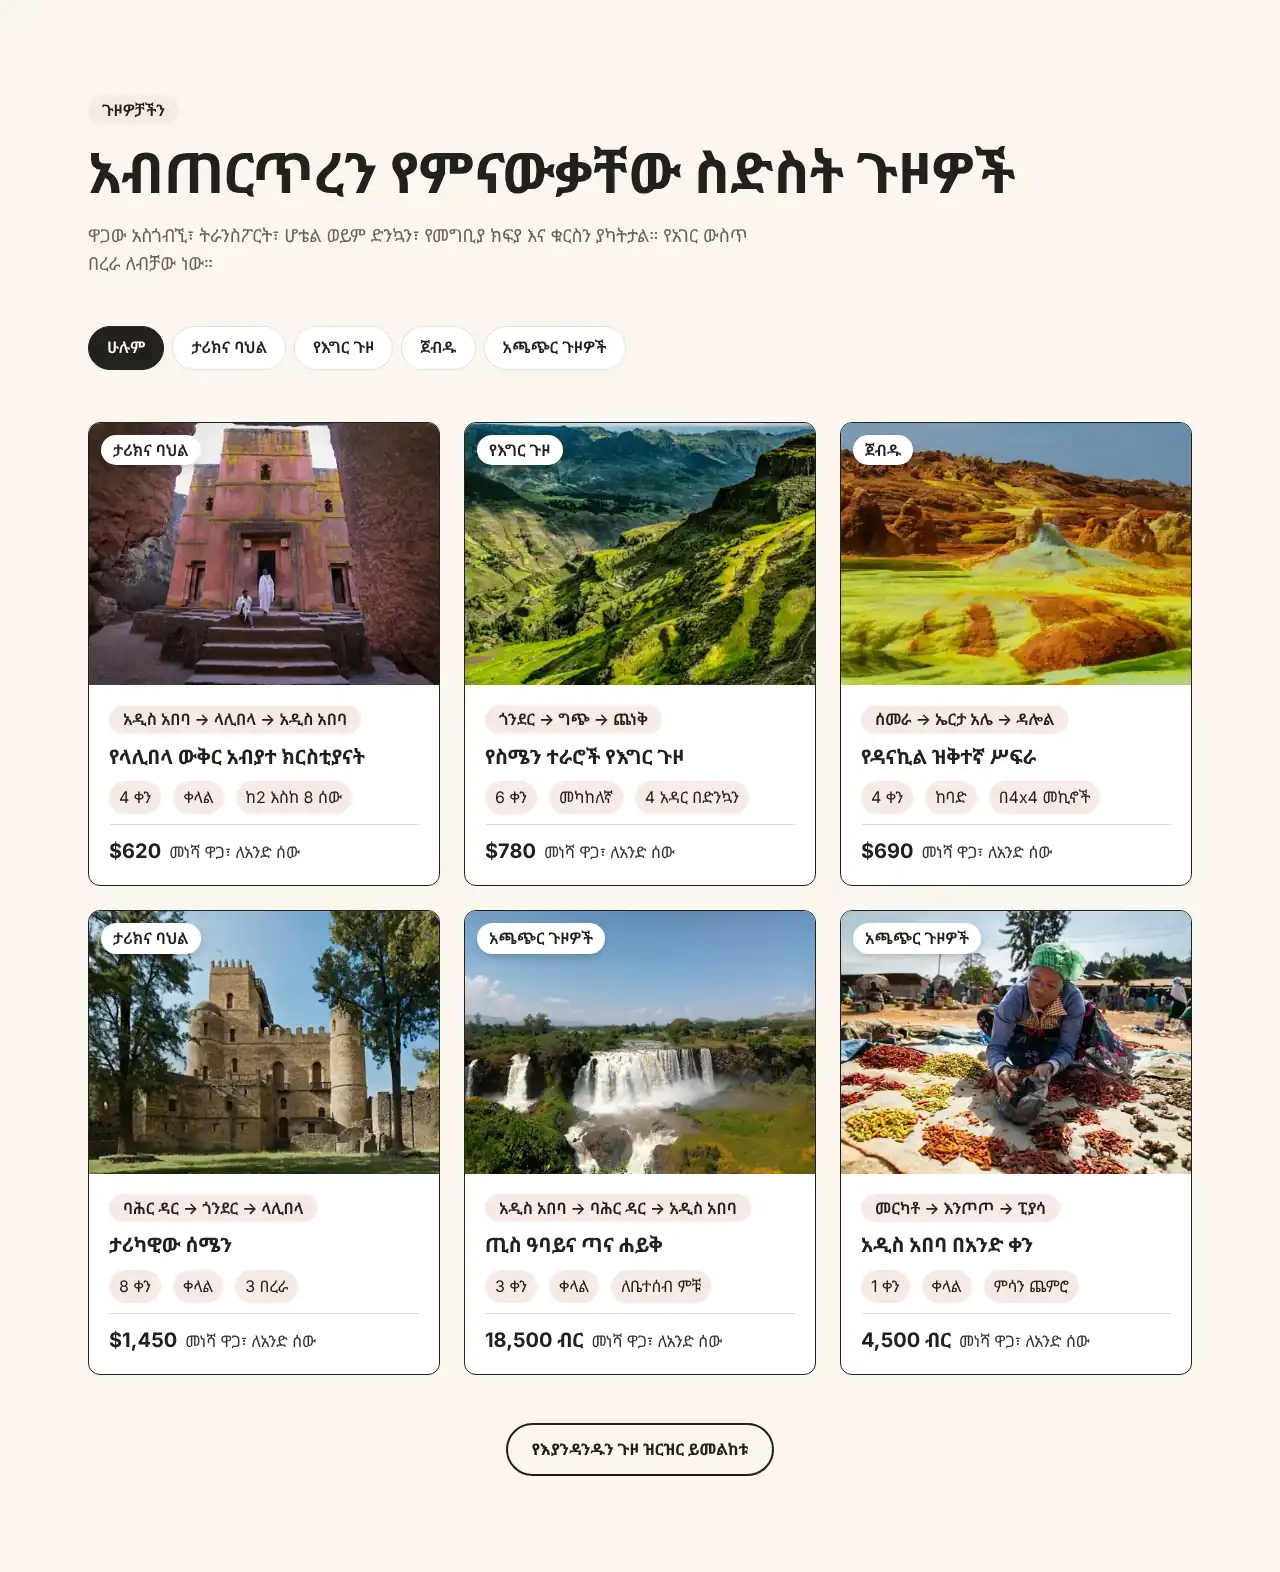 ጉዞዎቻችን
አብጠርጥረን የምናውቃቸው ስድስት ጉዞዎች
ዋጋው አስጎብኚ፣ ትራንስፖርት፣ ሆቴል ወይም ድንኳን፣ የመግቢያ ክፍያ እና ቁርስን ያካትታል። የአገር ውስጥ
በረራ ለብቻው ነው።
ሁሉም
ታሪክና ባህል
የእግር ጉዞ
ጀብዱ
አጫጭር ጉዞዎች
ታሪክና ባህል
አዲስ አበባ → ላሊበላ → አዲስ አበባ
የላሊበላ ውቅር አብያተ ክርስቲያናት
4 ቀን
ቀላል
ከ2 እስከ 8 ሰው
$620 መነሻ ዋጋ፣ ለአንድ ሰው
የእግር ጉዞ
ጎንደር → ግጭ → ጨነቅ
የስሜን ተራሮች የእግር ጉዞ
6 ቀን
መካከለኛ
4 አዳር በድንኳን
$780 መነሻ ዋጋ፣ ለአንድ ሰው
ጀብዱ
ሰመራ → ኤርታ አሌ → ዳሎል
የዳናኪል ዝቅተኛ ሥፍራ
4 ቀን
ከባድ
በ4x4 መኪኖች
$690 መነሻ ዋጋ፣ ለአንድ ሰው
ታሪክና ባህል
ባሕር ዳር → ጎንደር → ላሊበላ
ታሪካዊው ሰሜን
8 ቀን
ቀላል
3 በረራ
$1,450 መነሻ ዋጋ፣ ለአንድ ሰው
አጫጭር ጉዞዎች
አዲስ አበባ → ባሕር ዳር → አዲስ አበባ
ጢስ ዓባይና ጣና ሐይቅ
3 ቀን
ቀላል
ለቤተሰብ ምቹ
18,500 ብር መነሻ ዋጋ፣ ለአንድ ሰው
አጫጭር ጉዞዎች
መርካቶ → እንጦጦ → ፒያሳ
አዲስ አበባ በአንድ ቀን
1 ቀን
ቀላል
ምሳን ጨምሮ
4,500 ብር መነሻ ዋጋ፣ ለአንድ ሰው
የእያንዳንዱን ጉዞ ዝርዝር ይመልከቱ